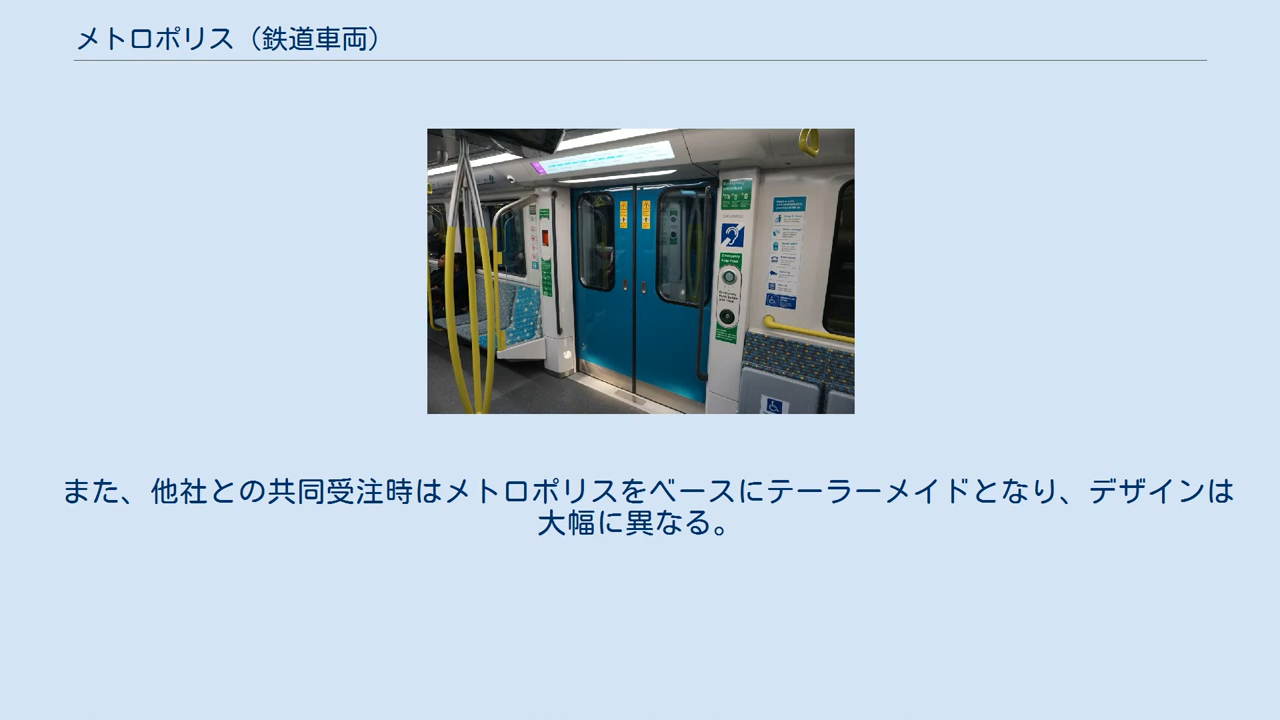 メトロポリス（鉄道車両）
また、他社との共同受注時はメトロポリスをベースにテーラーメイドとなり、デザインは
大幅に異なる。